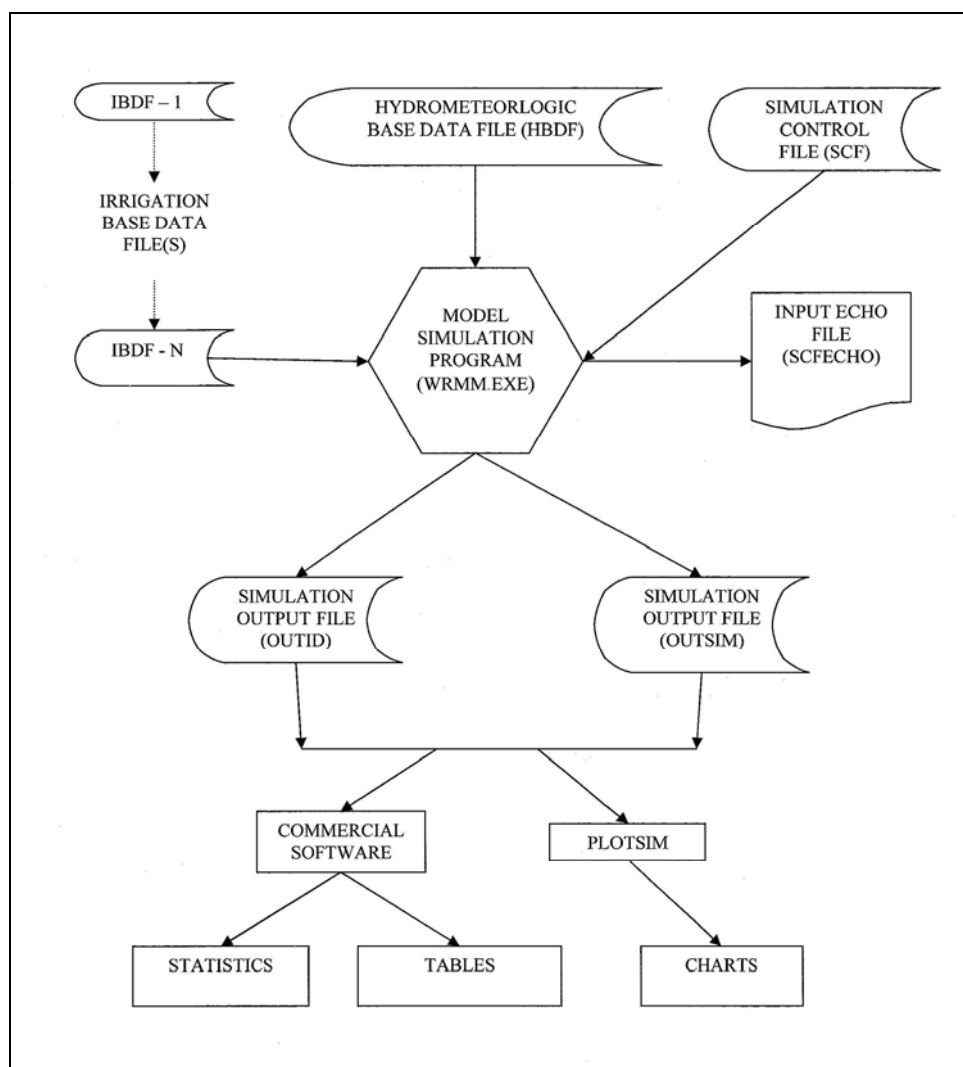 IBDF – 1
HYDROMETEORLOGIC
BASE DATA FILE (HBDF)
SIMULATION
CONTROL
FILE (SCF)
IRRIGATION
BASE DATA
FILE(S)
IBDF - N
MODEL
SIMULATION
PROGRAM
(WRMM.EXE)
INPUT ECHO
FILE
(SCFECHO)
SIMULATION
OUTPUT FILE
(OUTID)
SIMULATION
OUTPUT FILE
(OUTSIM)
COMMERCIAL
SOFTWARE
PLOTSIM
STATISTICS
TABLES
CHARTS